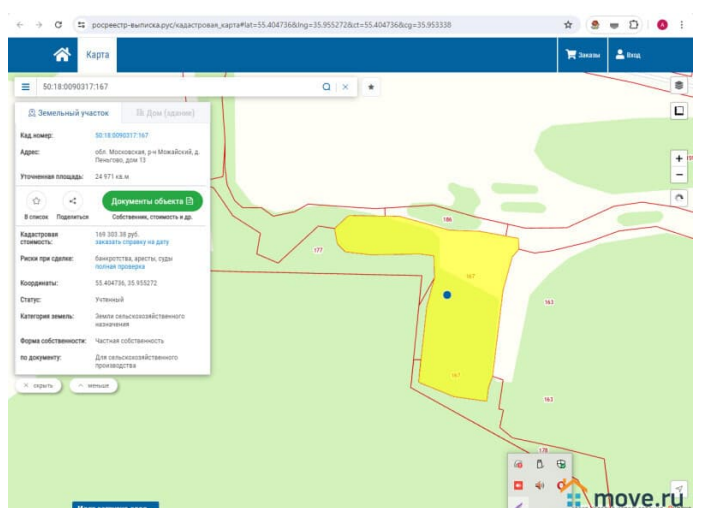 росреестр-выписка.рус/кадастровая_карта#lat=55.404736&lng=35.955272&ct=55.404736&cg=35.953338
Карта
Заказы
Вход
50:18:0090317:167
Земельный участок
Дом (здание)
Кад.номер:
50:18:0090317:167
Адрес:
обл. Московская, р-н Можайский, д.
Пеньгово, дом 13
Уточненная площадь:
24 971 кв.м
Документы объекта
В список
Поделиться
Собственник, стоимость и др.
Кадастровая
стоимость:
169 303.38 руб.
заказать справку на дату
Риски при сделке:
банкротства, аресты, суды
полная проверка
Координаты:
55.404736, 35.955272
Статус:
Учтенный
Категория земель:
Земли сельскохозяйственного
назначения
Форма собственности:
Частная собственность
по документу:
Для сельскохозяйственного
производства
скрыть
меньше
186
177
167
163
167
163
178
move.ru